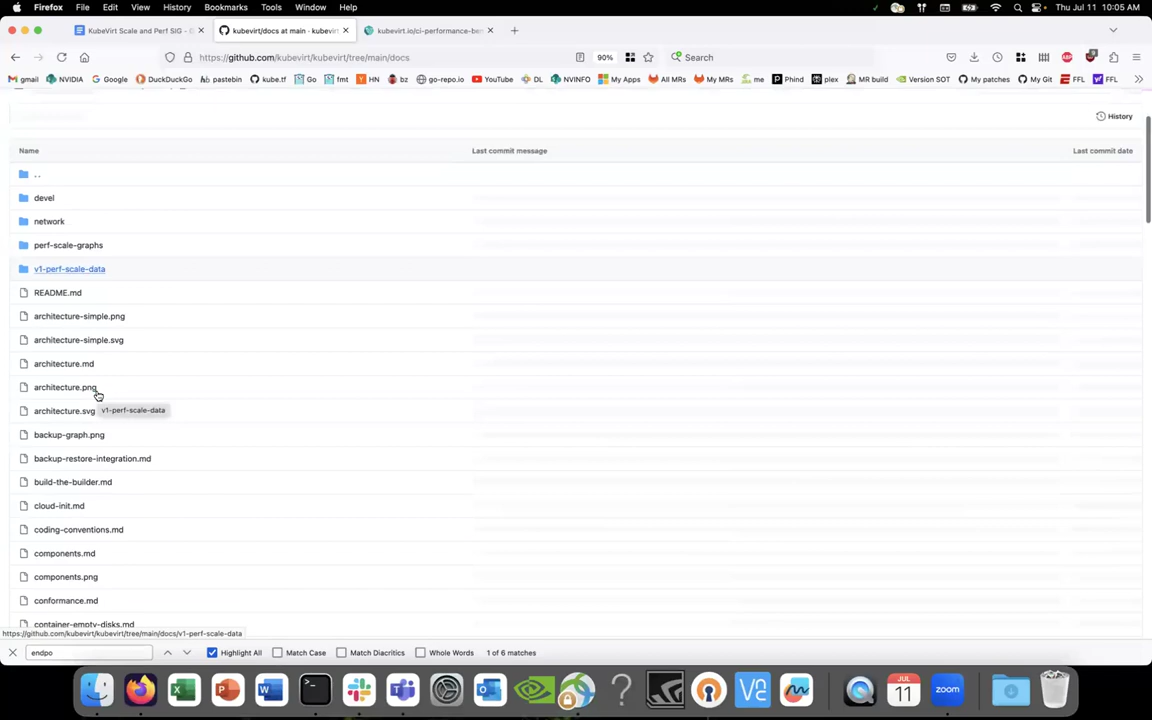 Firefox File Edit View History Bookmarks Tools Window Help Thu Jul 11 10:05 AM
KubeVirt Scale and Perf SIG - G
kubevirt/docs at main · kubevirt
kubevirt.io/ci-performance-ben
https://github.com/kubevirt/kubevirt/tree/main/docs 90% Search
gmail NVIDIA Google DuckDuckGo pastebin kube.tf Go fmt HN bz go-repo.io YouTube DL NVINFO My Apps All MRs My MRs me Phind plex MR build Version SOT My patches My Git FFL FFL
History
Name Last commit message Last commit date
..
devel
network
perf-scale-graphs
v1-perf-scale-data
README.md
architecture-simple.png
architecture-simple.svg
architecture.md
architecture.png
architecture.svg v1-perf-scale-data
backup-graph.png
backup-restore-integration.md
build-the-builder.md
cloud-init.md
coding-conventions.md
components.md
components.png
conformance.md
container-empty-disks.md
https://github.com/kubevirt/kubevirt/tree/main/docs/v1-perf-scale-data
endpo Highlight All Match Case Match Diacritics Whole Words 1 of 6 matches
JUL
11
zoom